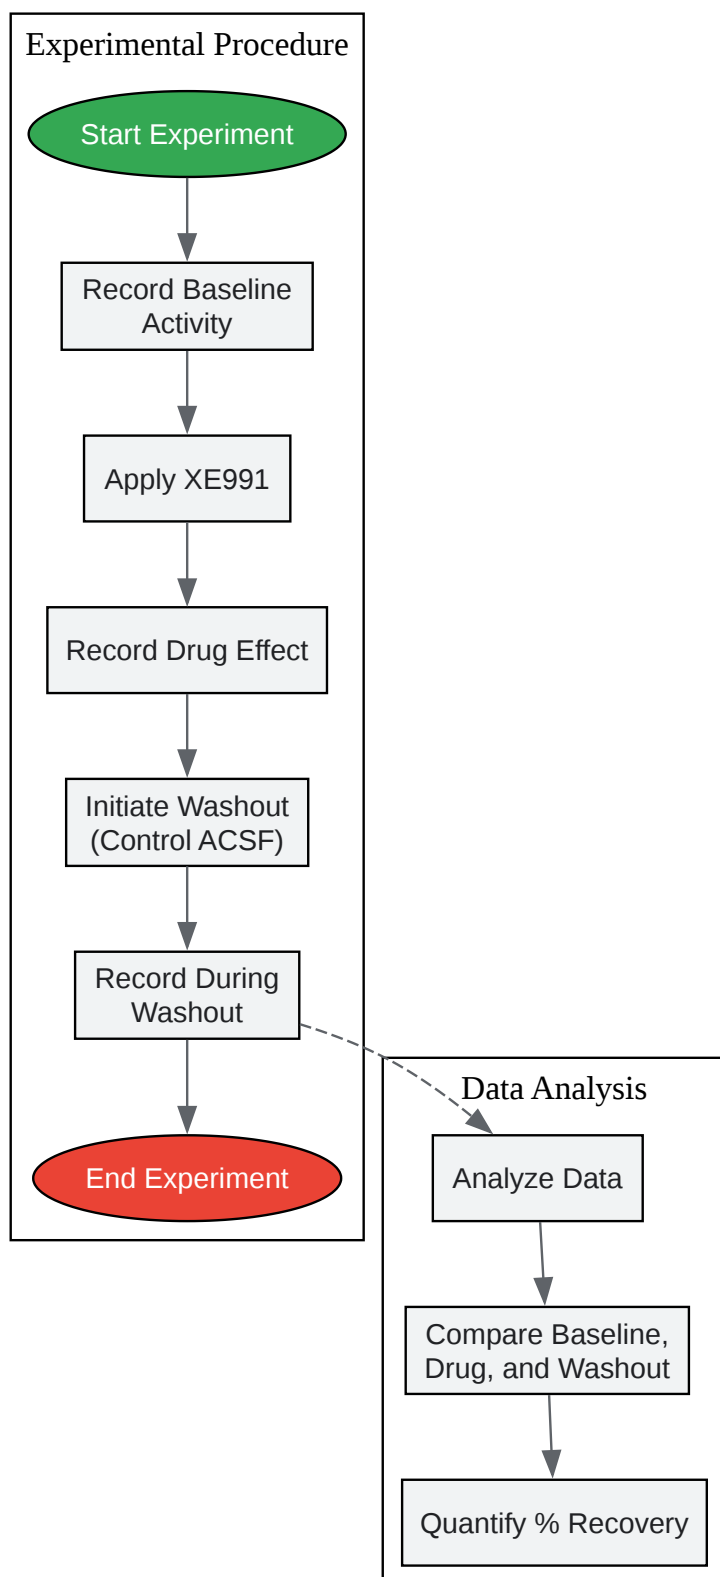 Experimental Procedure
Start Experiment
Record Baseline
Activity
Apply XE991
Record Drug Effect
Initiate Washout
(Control ACSF)
Record During
Washout
End Experiment
Data Analysis
Analyze Data
Compare Baseline,
Drug, and Washout
Quantify % Recovery